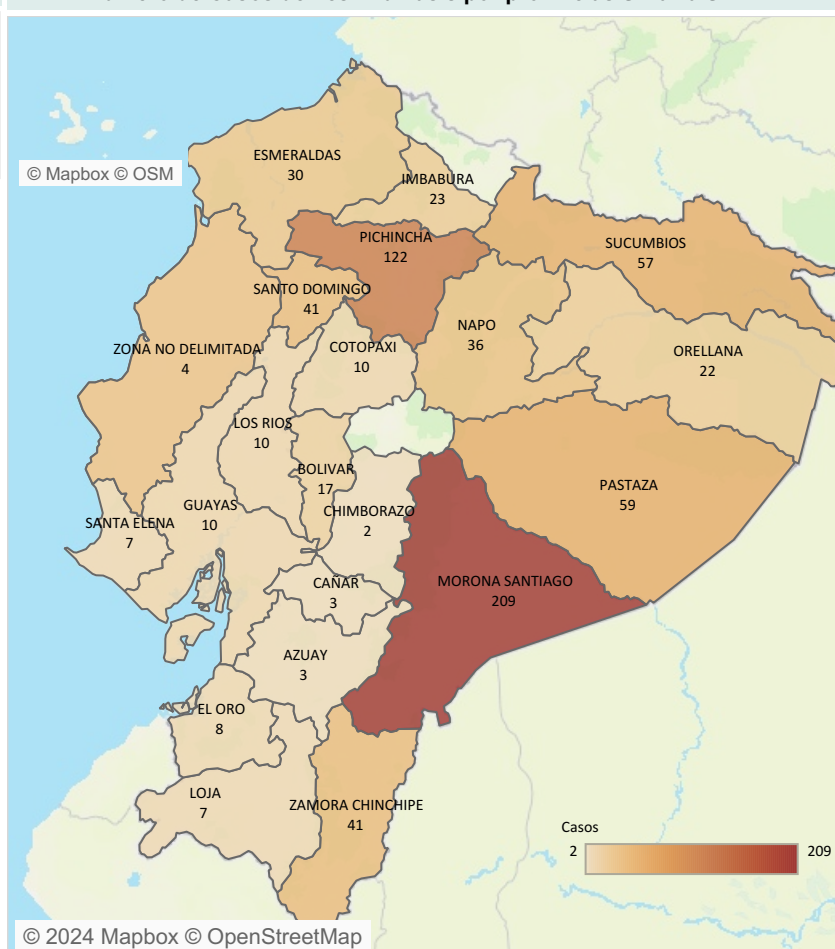 © Mapbox © OSM
ESMERALDAS
30
IMBABURA
23
PICHINCHA
122
SUCUMBIOS
57
SANTO DOMINGO
41
NAPO
36
ZONA NO DELIMITADA
4
COTOPAXI
10
ORELLANA
22
LOS RIOS
10
BOLIVAR
17
PASTAZA
59
GUAYAS
10
CHIMBORAZO
2
SANTA ELENA
7
MORONA SANTIAGO
209
CAÑAR
3
AZUAY
3
EL ORO
8
LOJA
7
ZAMORA CHINCHIPE
41
Casos
2
209
© 2024 Mapbox © OpenStreetMap